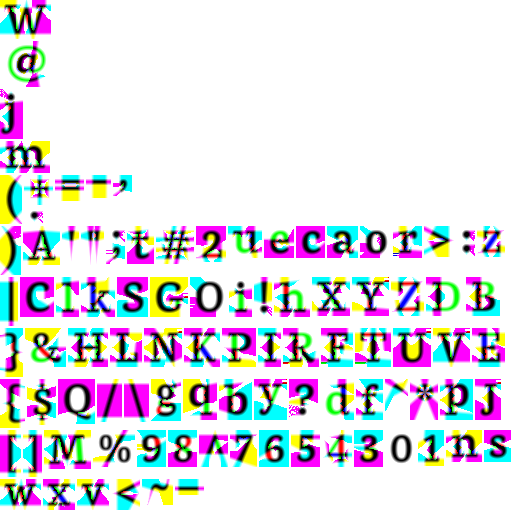 W
@
j
m
( + = - ,
.
) A ' " ; t # 2 u e c a o r > : z
| C l k S G O i ! h X Y Z D B
} & H L N K P I R F T U V E
{ $ Q / \ g q b y ? d f ` * p J
[ ] M % 9 8 ^ 7 6 5 4 3 0 1 n s
w x v < ~ _